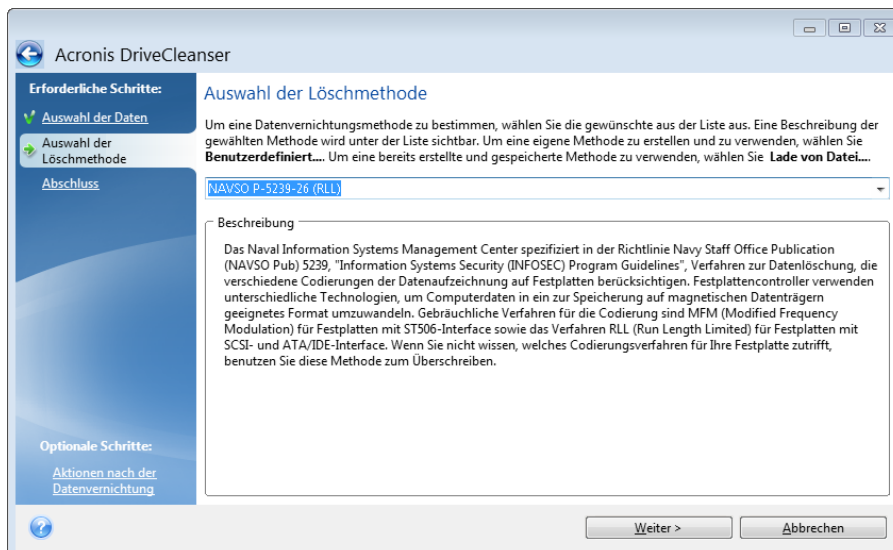 Acronis DriveCleanser
Erforderliche Schritte:
Auswahl der Daten
Auswahl der
Löschmethode
Abschluss
Optionale Schritte:
Aktionen nach der
Datenvernichtung
Auswahl der Löschmethode
Um eine Datenvernichtungsmethode zu bestimmen, wählen Sie die gewünschte aus der Liste aus. Eine Beschreibung der
gewählten Methode wird unter der Liste sichtbar. Um eine eigene Methode zu erstellen und zu verwenden, wählen Sie
Benutzerdefiniert.... Um eine bereits erstellte und gespeicherte Methode zu verwenden, wählen Sie Lade von Datei....
NAVSO P-5239-26 (RLL)
Beschreibung
Das Naval Information Systems Management Center spezifiziert in der Richtlinie Navy Staff Office Publication
(NAVSO Pub) 5239, "Information Systems Security (INFOSEC) Program Guidelines", Verfahren zur Datenlöschung, die
verschiedene Codierungen der Datenaufzeichnung auf Festplatten berücksichtigen. Festplattencontroller verwenden
unterschiedliche Technologien, um Computerdaten in ein zur Speicherung auf magnetischen Datenträgern
geeignetes Format umzuwandeln. Gebräuchliche Verfahren für die Codierung sind MFM (Modified Frequency
Modulation) für Festplatten mit ST506-Interface sowie das Verfahren RLL (Run Length Limited) für Festplatten mit
SCSI- und ATA/IDE-Interface. Wenn Sie nicht wissen, welches Codierungsverfahren für Ihre Festplatte zutrifft,
benutzen Sie diese Methode zum Überschreiben.
?
Weiter >
Abbrechen